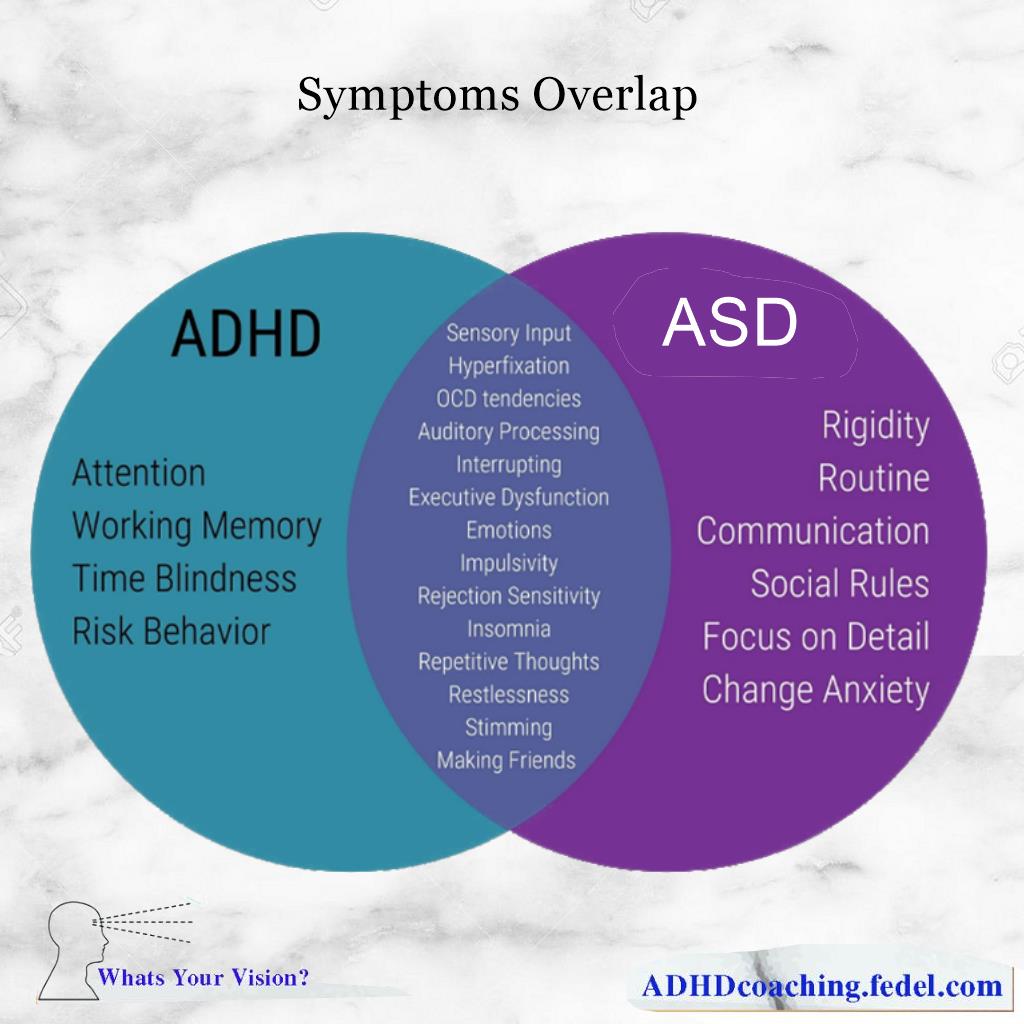 Symptoms Overlap
ADHD
Attention
Working Memory
Time Blindness
Risk Behavior
Sensory Input
Hyperfixation
OCD tendencies
Auditory Processing
Interrupting
Executive Dysfunction
Emotions
Impulsivity
Rejection Sensitivity
Insomnia
Repetitive Thoughts
Restlessness
Stimming
Making Friends
ASD
Rigidity
Routine
Communication
Social Rules
Focus on Detail
Change Anxiety
Whats Your Vision?
ADHDcoaching.fedel.com